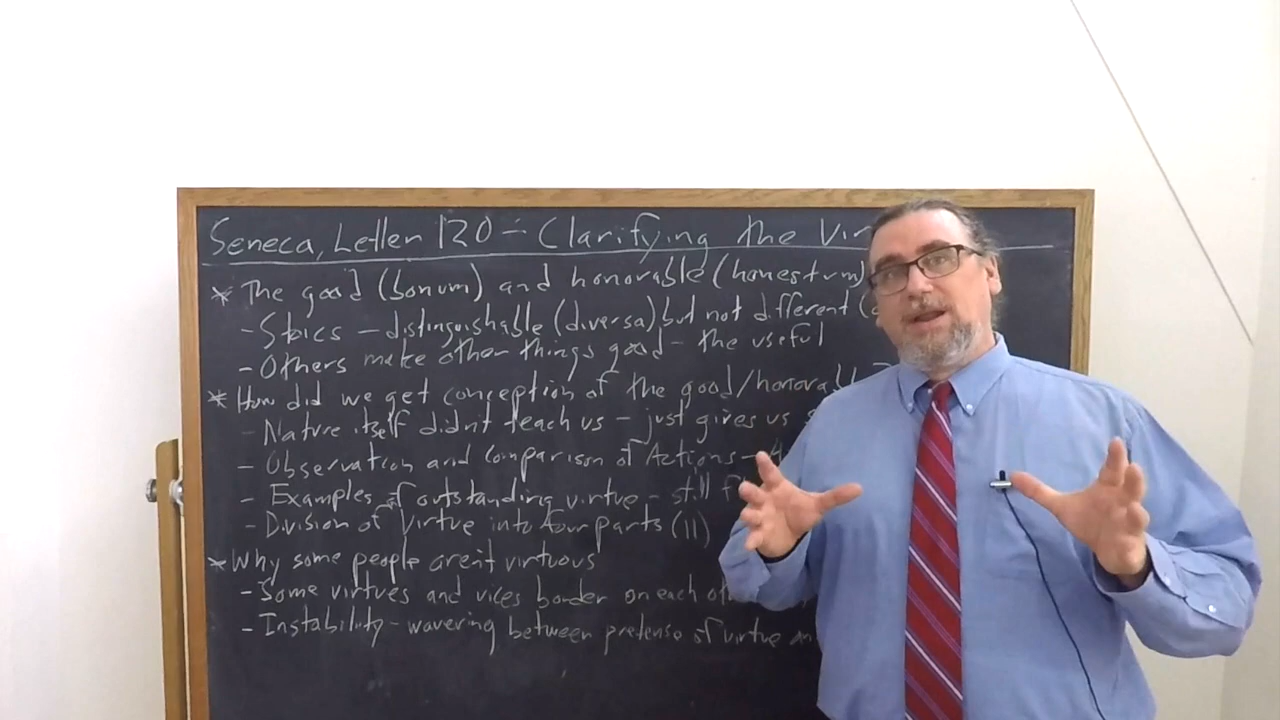 Seneca, Letter 120 - Clarifying the Vir
* The good (bonum) and honorable (honestum)
- Stoics - distinguishable (diversa) but not different (
- Others make other things good - the useful
* How did we get conception of the good/honorabl
- Nature itself didnt teach us - just gives us s
- Observation and comparison of Actions - A
- Examples of outstanding virtue - still fl
- Division of Virtue into four parts (11)
* Why some people aren't virtuous
- Some virtues and vices border on each ot
- Instability - wavering between pretense of virtue an